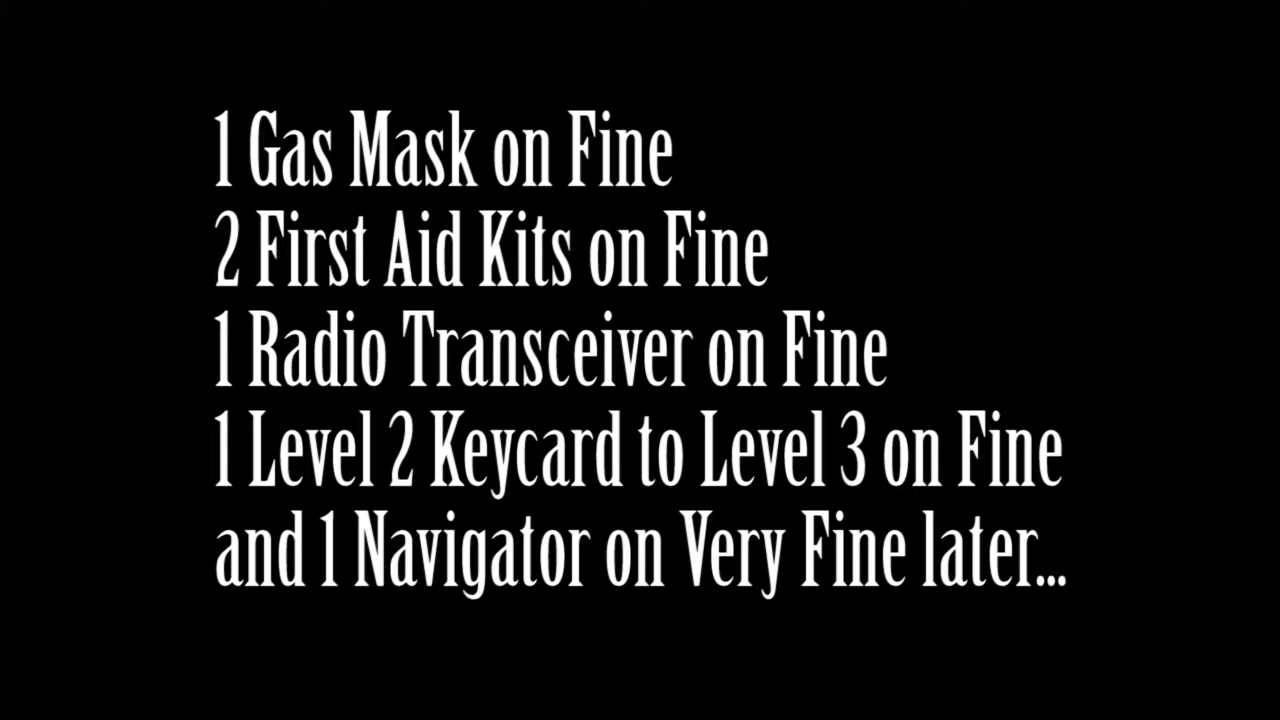 1 Gas Mask on Fine
2 First Aid Kits on Fine
1 Radio Transceiver on Fine
1 Level 2 Keycard to Level 3 on Fine
and 1 Navigator on Very Fine later...